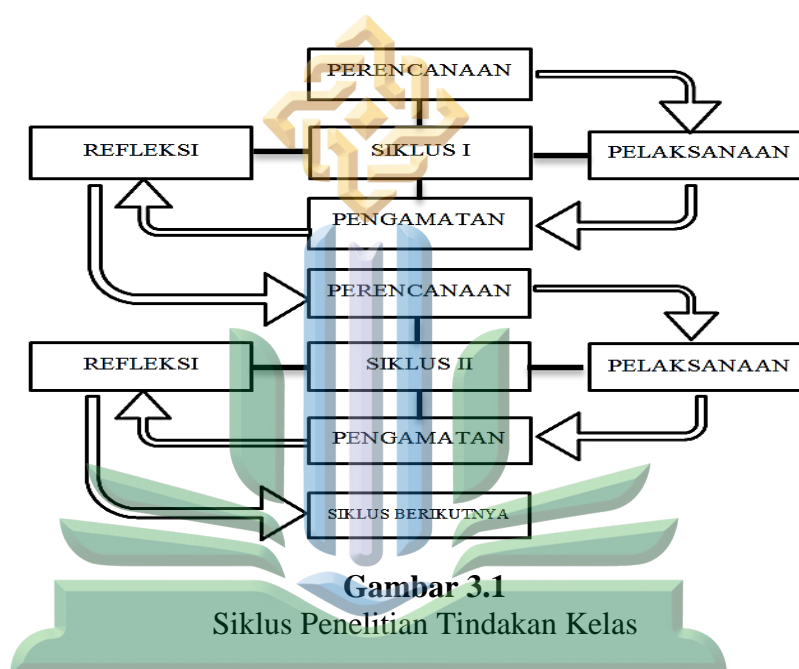 PERENCANAAN
REFLEKSI
SIKLUS I
PELAKSANAAN
PENGAMATAN
PERENCANAAN
REFLEKSI
SIKLUS II
PELAKSANAAN
PENGAMATAN
SIKLUS BERIKUTNYA
Gambar 3.1
Siklus Penelitian Tindakan Kelas